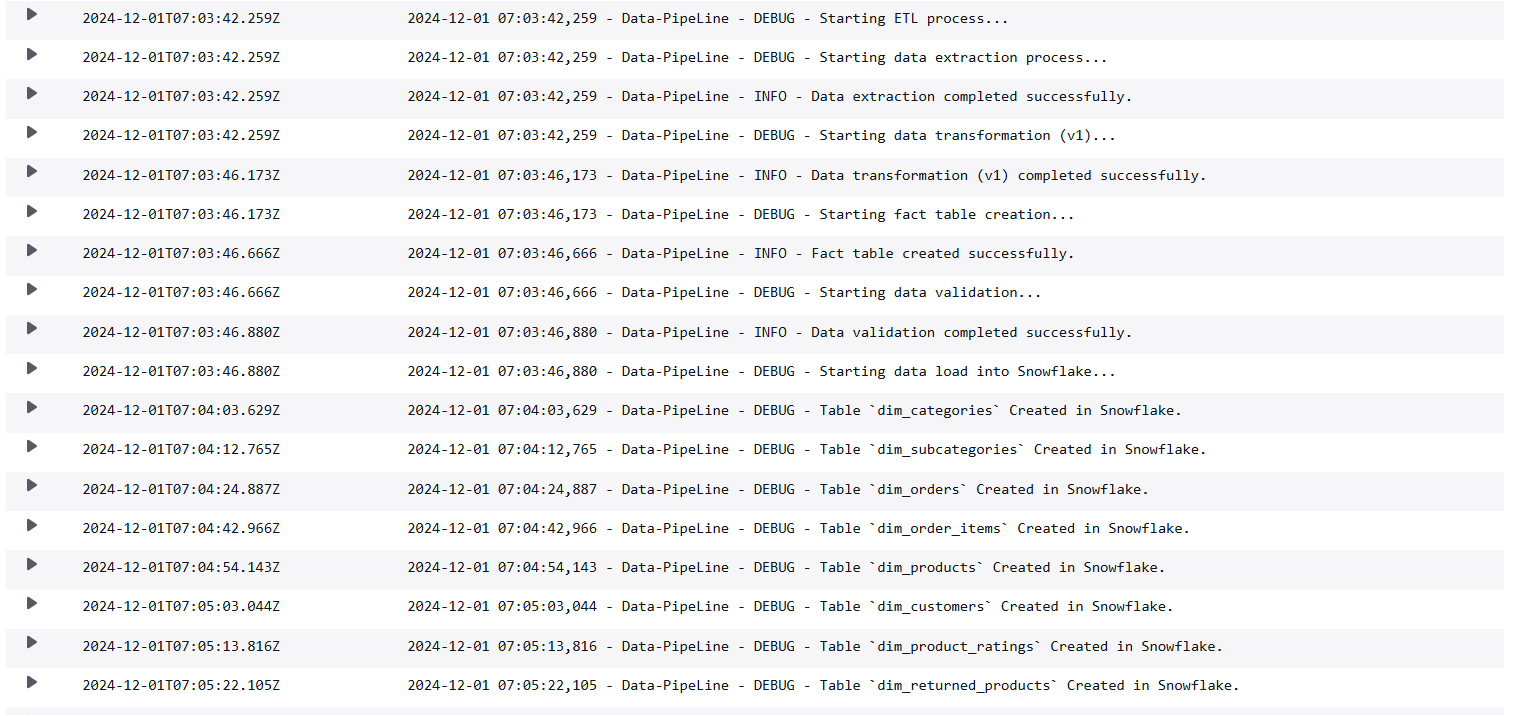 2024-12-01T07:03:42.259Z 2024-12-01 07:03:42,259 - Data-PipeLine - DEBUG - Starting ETL process...
2024-12-01T07:03:42.259Z 2024-12-01 07:03:42,259 - Data-PipeLine - DEBUG - Starting data extraction process...
2024-12-01T07:03:42.259Z 2024-12-01 07:03:42,259 - Data-PipeLine - INFO - Data extraction completed successfully.
2024-12-01T07:03:42.259Z 2024-12-01 07:03:42,259 - Data-PipeLine - DEBUG - Starting data transformation (v1)...
2024-12-01T07:03:46.173Z 2024-12-01 07:03:46,173 - Data-PipeLine - INFO - Data transformation (v1) completed successfully.
2024-12-01T07:03:46.173Z 2024-12-01 07:03:46,173 - Data-PipeLine - DEBUG - Starting fact table creation...
2024-12-01T07:03:46.666Z 2024-12-01 07:03:46,666 - Data-PipeLine - INFO - Fact table created successfully.
2024-12-01T07:03:46.666Z 2024-12-01 07:03:46,666 - Data-PipeLine - DEBUG - Starting data validation...
2024-12-01T07:03:46.880Z 2024-12-01 07:03:46,880 - Data-PipeLine - INFO - Data validation completed successfully.
2024-12-01T07:03:46.880Z 2024-12-01 07:03:46,880 - Data-PipeLine - DEBUG - Starting data load into Snowflake...
2024-12-01T07:04:03.629Z 2024-12-01 07:04:03,629 - Data-PipeLine - DEBUG - Table `dim_categories` Created in Snowflake.
2024-12-01T07:04:12.765Z 2024-12-01 07:04:12,765 - Data-PipeLine - DEBUG - Table `dim_subcategories` Created in Snowflake.
2024-12-01T07:04:24.887Z 2024-12-01 07:04:24,887 - Data-PipeLine - DEBUG - Table `dim_orders` Created in Snowflake.
2024-12-01T07:04:42.966Z 2024-12-01 07:04:42,966 - Data-PipeLine - DEBUG - Table `dim_order_items` Created in Snowflake.
2024-12-01T07:04:54.143Z 2024-12-01 07:04:54,143 - Data-PipeLine - DEBUG - Table `dim_products` Created in Snowflake.
2024-12-01T07:05:03.044Z 2024-12-01 07:05:03,044 - Data-PipeLine - DEBUG - Table `dim_customers` Created in Snowflake.
2024-12-01T07:05:13.816Z 2024-12-01 07:05:13,816 - Data-PipeLine - DEBUG - Table `dim_product_ratings` Created in Snowflake.
2024-12-01T07:05:22.105Z 2024-12-01 07:05:22,105 - Data-PipeLine - DEBUG - Table `dim_returned_products` Created in Snowflake.